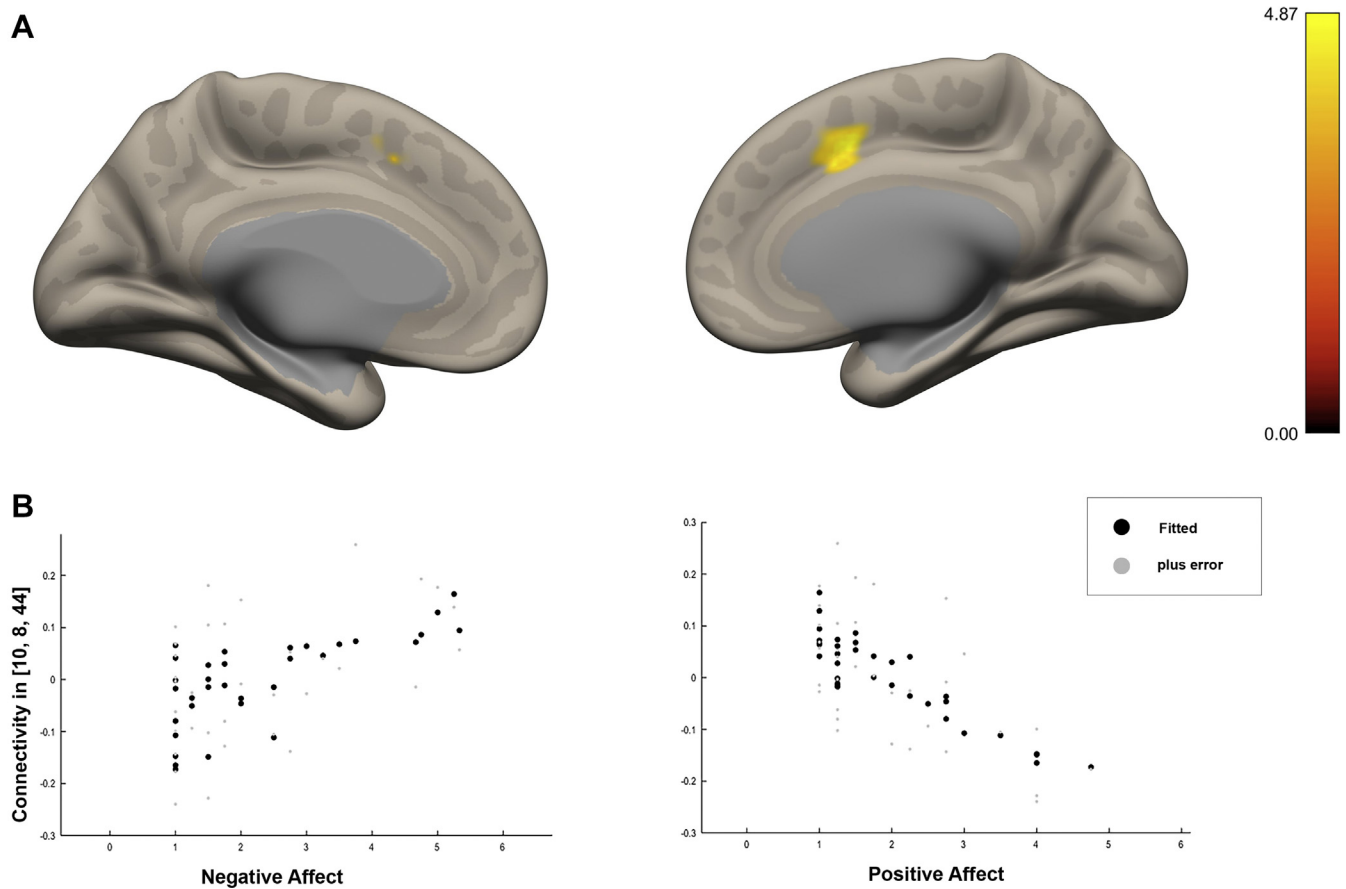 A
4.87
0.00
B
Connectivity in [10, 8, 44]
0.2
0.1
0
-0.1
-0.2
-0.3
0 1 2 3 4 5 6
Negative Affect
0.3
0.2
0.1
0
-0.1
-0.2
-0.3
0 1 2 3 4 5 6
Positive Affect
Fitted
plus error